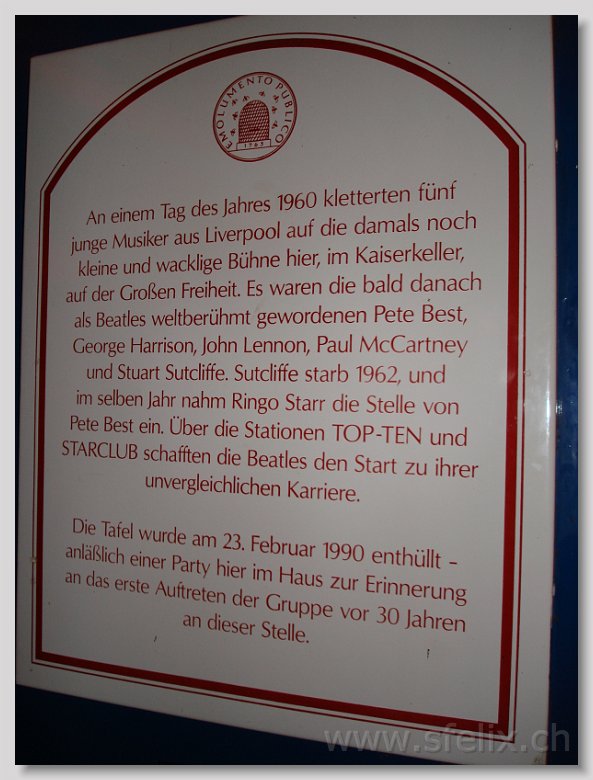 EMOLUMENTO PUBLICO
1765
An einem Tag des Jahres 1960 kletterten fünf
junge Musiker aus Liverpool auf die damals noch
kleine und wacklige Bühne hier, im Kaiserkeller,
auf der Großen Freiheit. Es waren die bald danach
als Beatles weltberühmt gewordenen Pete Best,
George Harrison, John Lennon, Paul McCartney
und Stuart Sutcliffe. Sutcliffe starb 1962, und
im selben Jahr nahm Ringo Starr die Stelle von
Pete Best ein. Über die Stationen TOP-TEN und
STARCLUB schafften die Beatles den Start zu ihrer
unvergleichlichen Karriere.
Die Tafel wurde am 23. Februar 1990 enthüllt –
anläßlich einer Party hier im Haus zur Erinnerung
an das erste Auftreten der Gruppe vor 30 Jahren
an dieser Stelle.
www.sfelix.ch